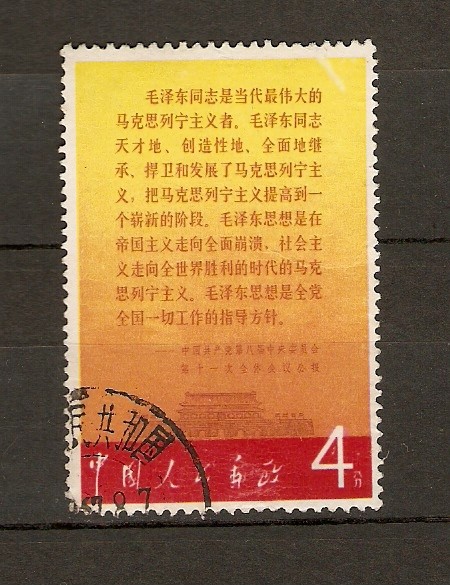 毛泽东同志是当代最伟大的
马克思列宁主义者。毛泽东同志
天才地、创造性地、全面地继
承、捍卫和发展了马克思列宁主
义，把马克思列宁主义提高到一
个崭新的阶段。毛泽东思想是在
帝国主义走向全面崩溃、社会主
义走向全世界胜利的时代的马克
思列宁主义。毛泽东思想是全党
全国一切工作的指导方针。
——中国共产党第八届中央委员会
第十一次全体会议公报
民共和国
中国人民邮政 4分